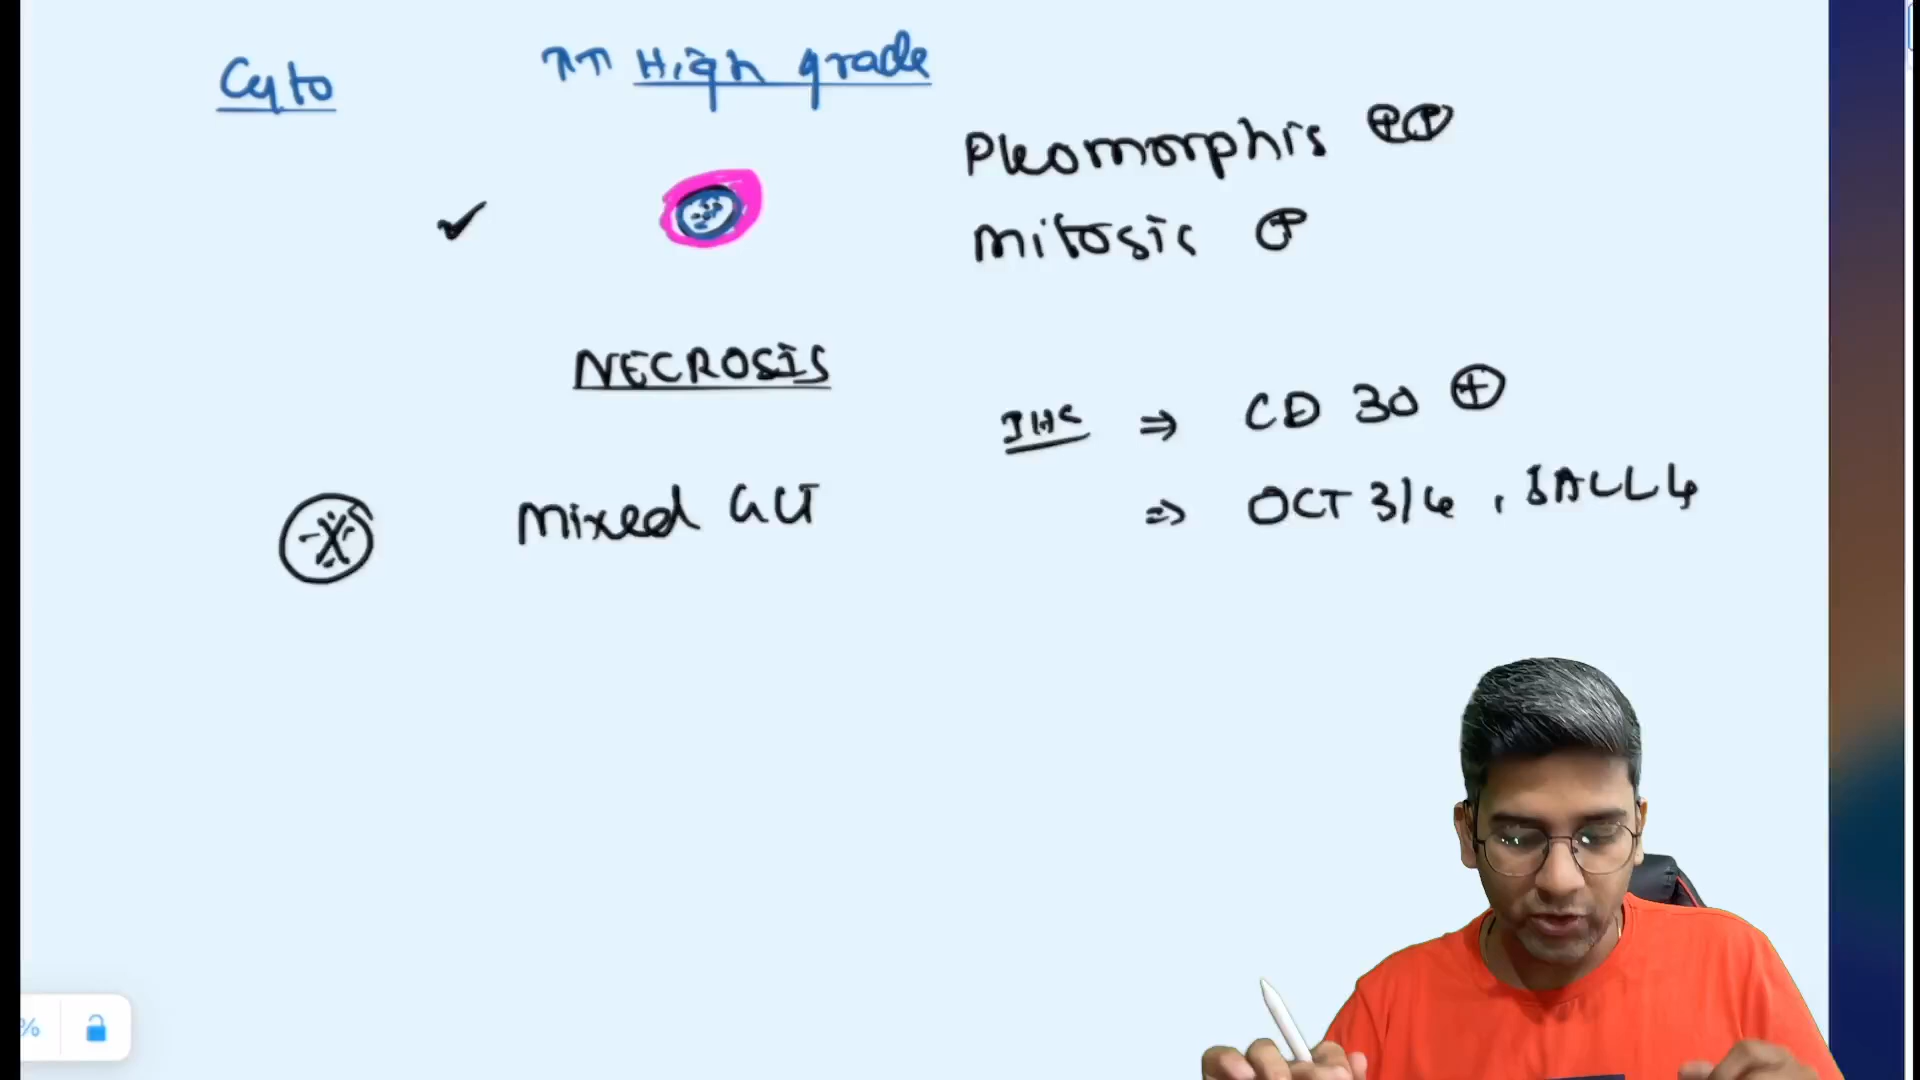 Cyto
↑↑ High grade
Pleomorphis ⊕⊕
✓
mitosis ⊕
NECROSIS
IHC ⇒ CD 30 ⊕
mixed GCT
⇒ OCT 3/4 , SALL4
%